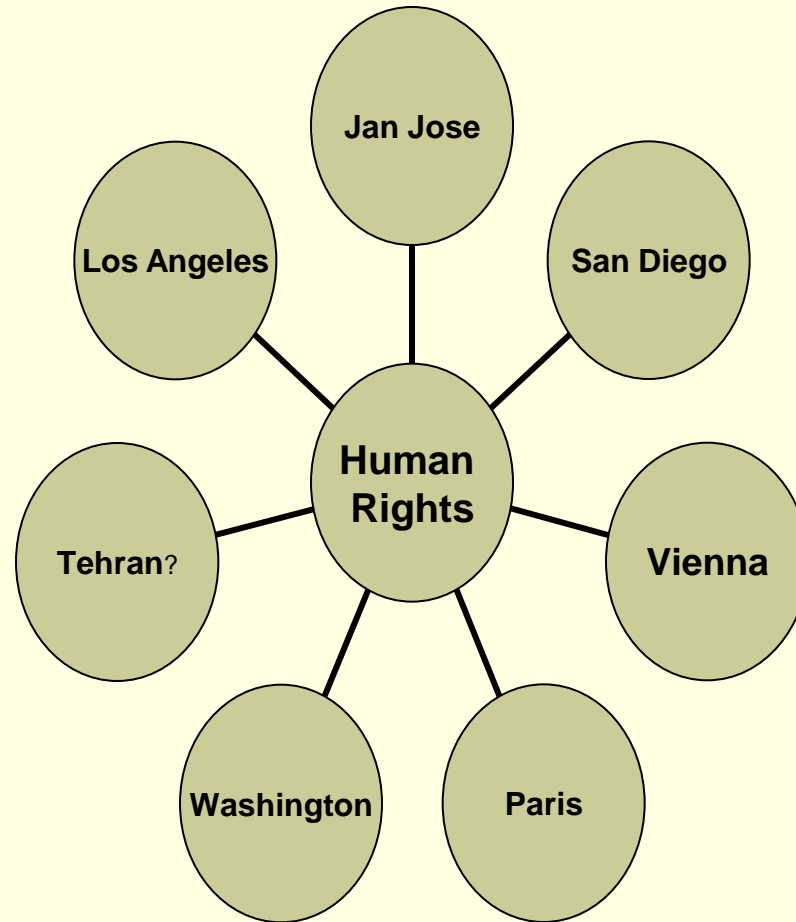 Jan Jose
Los Angeles
San Diego
Human
Rights
Tehran?
Vienna
Washington
Paris